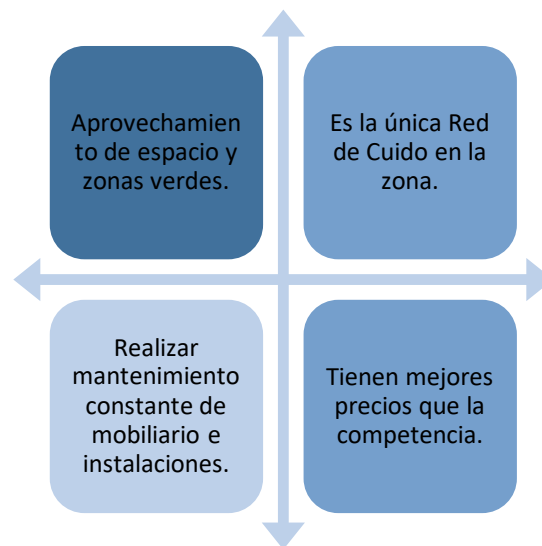 Aprovechamien
to de espacio y
zonas verdes.
Es la única Red
de Cuido en la
zona.
Realizar
mantenimiento
constante de
mobiliario e
instalaciones.
Tienen mejores
precios que la
competencia.